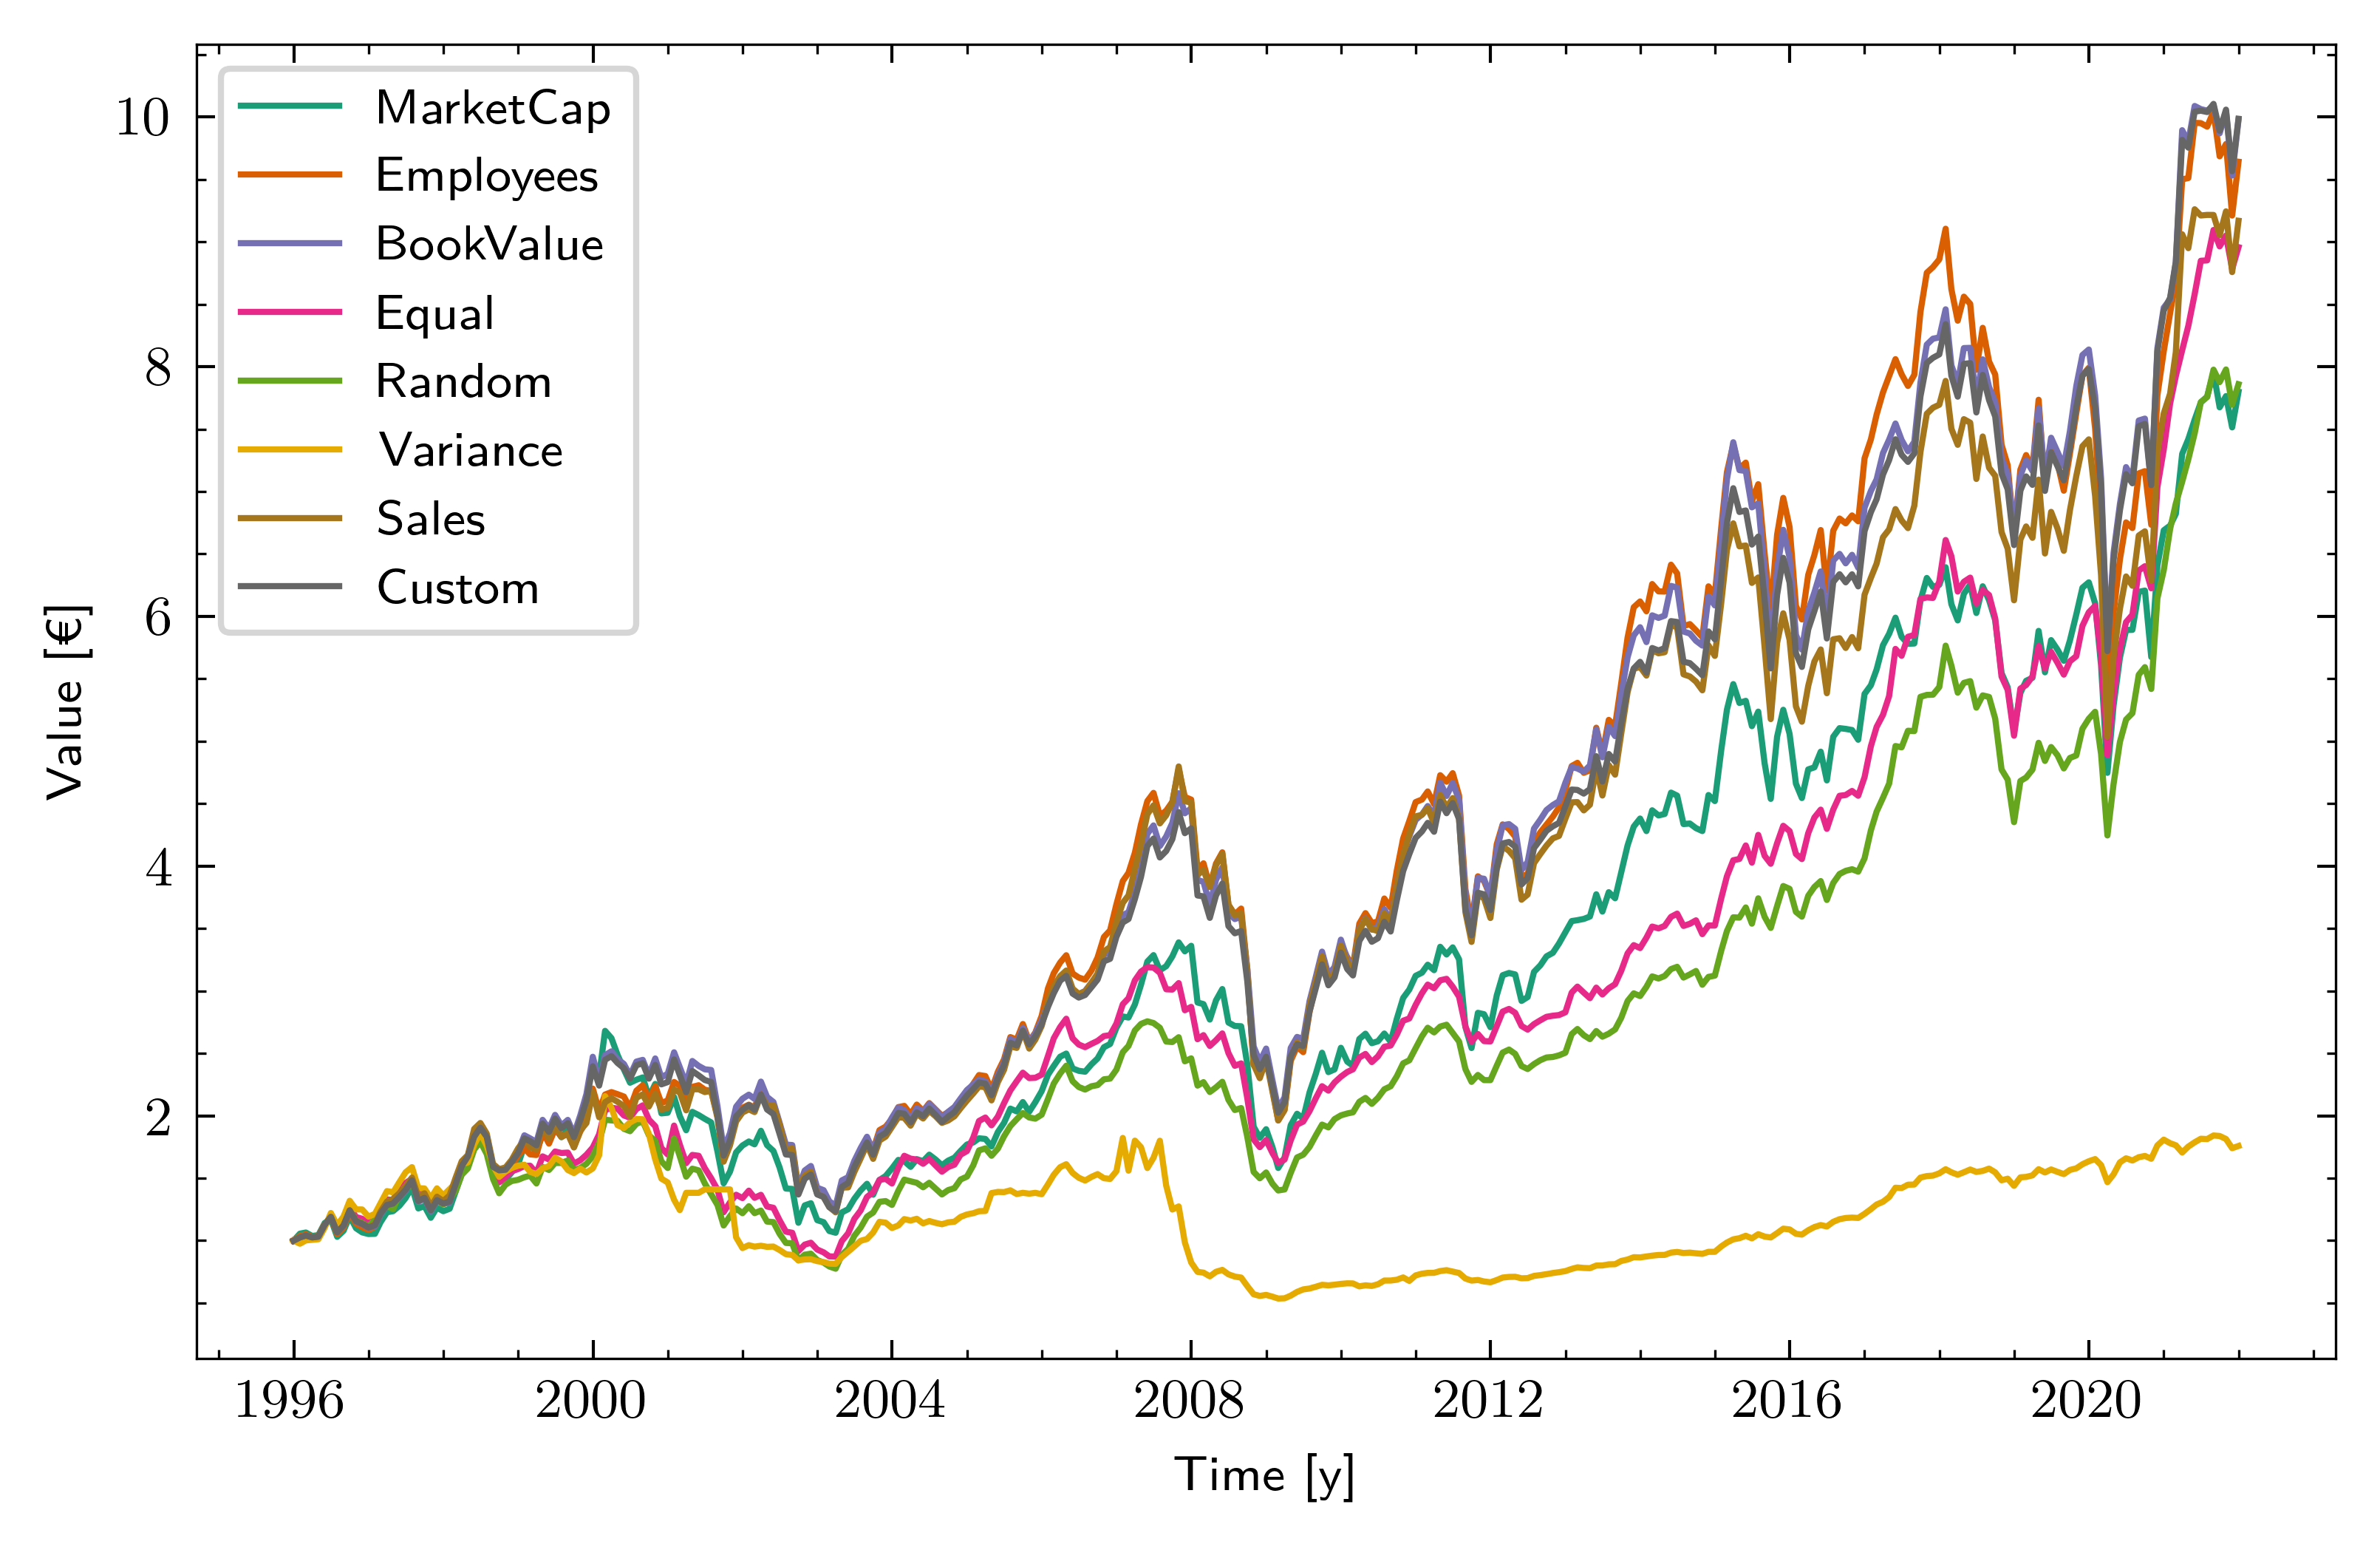 MarketCap
Employees
BookValue
Equal
Random
Variance
Sales
Custom
10
8
6
4
2
Value [€]
1996 2000 2004 2008 2012 2016 2020
Time [y]